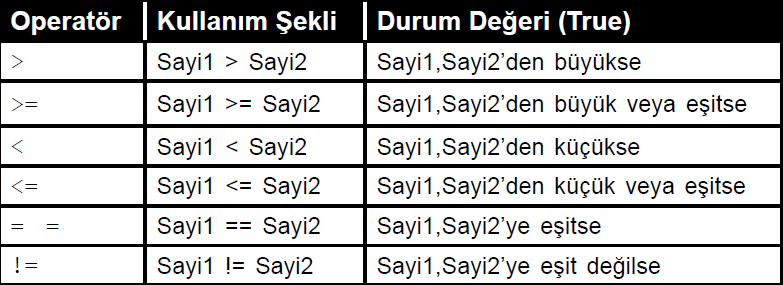 Operatör Kullanım Şekli Durum Değeri (True)
> Sayi1 > Sayi2 Sayi1,Sayi2’den büyükse
>= Sayi1 >= Sayi2 Sayi1,Sayi2’den büyük veya eşitse
< Sayi1 < Sayi2 Sayi1,Sayi2’den küçükse
<= Sayi1 <= Sayi2 Sayi1,Sayi2’den küçük veya eşitse
= = Sayi1 == Sayi2 Sayi1,Sayi2’ye eşitse
!= Sayi1 != Sayi2 Sayi1,Sayi2’ye eşit değilse